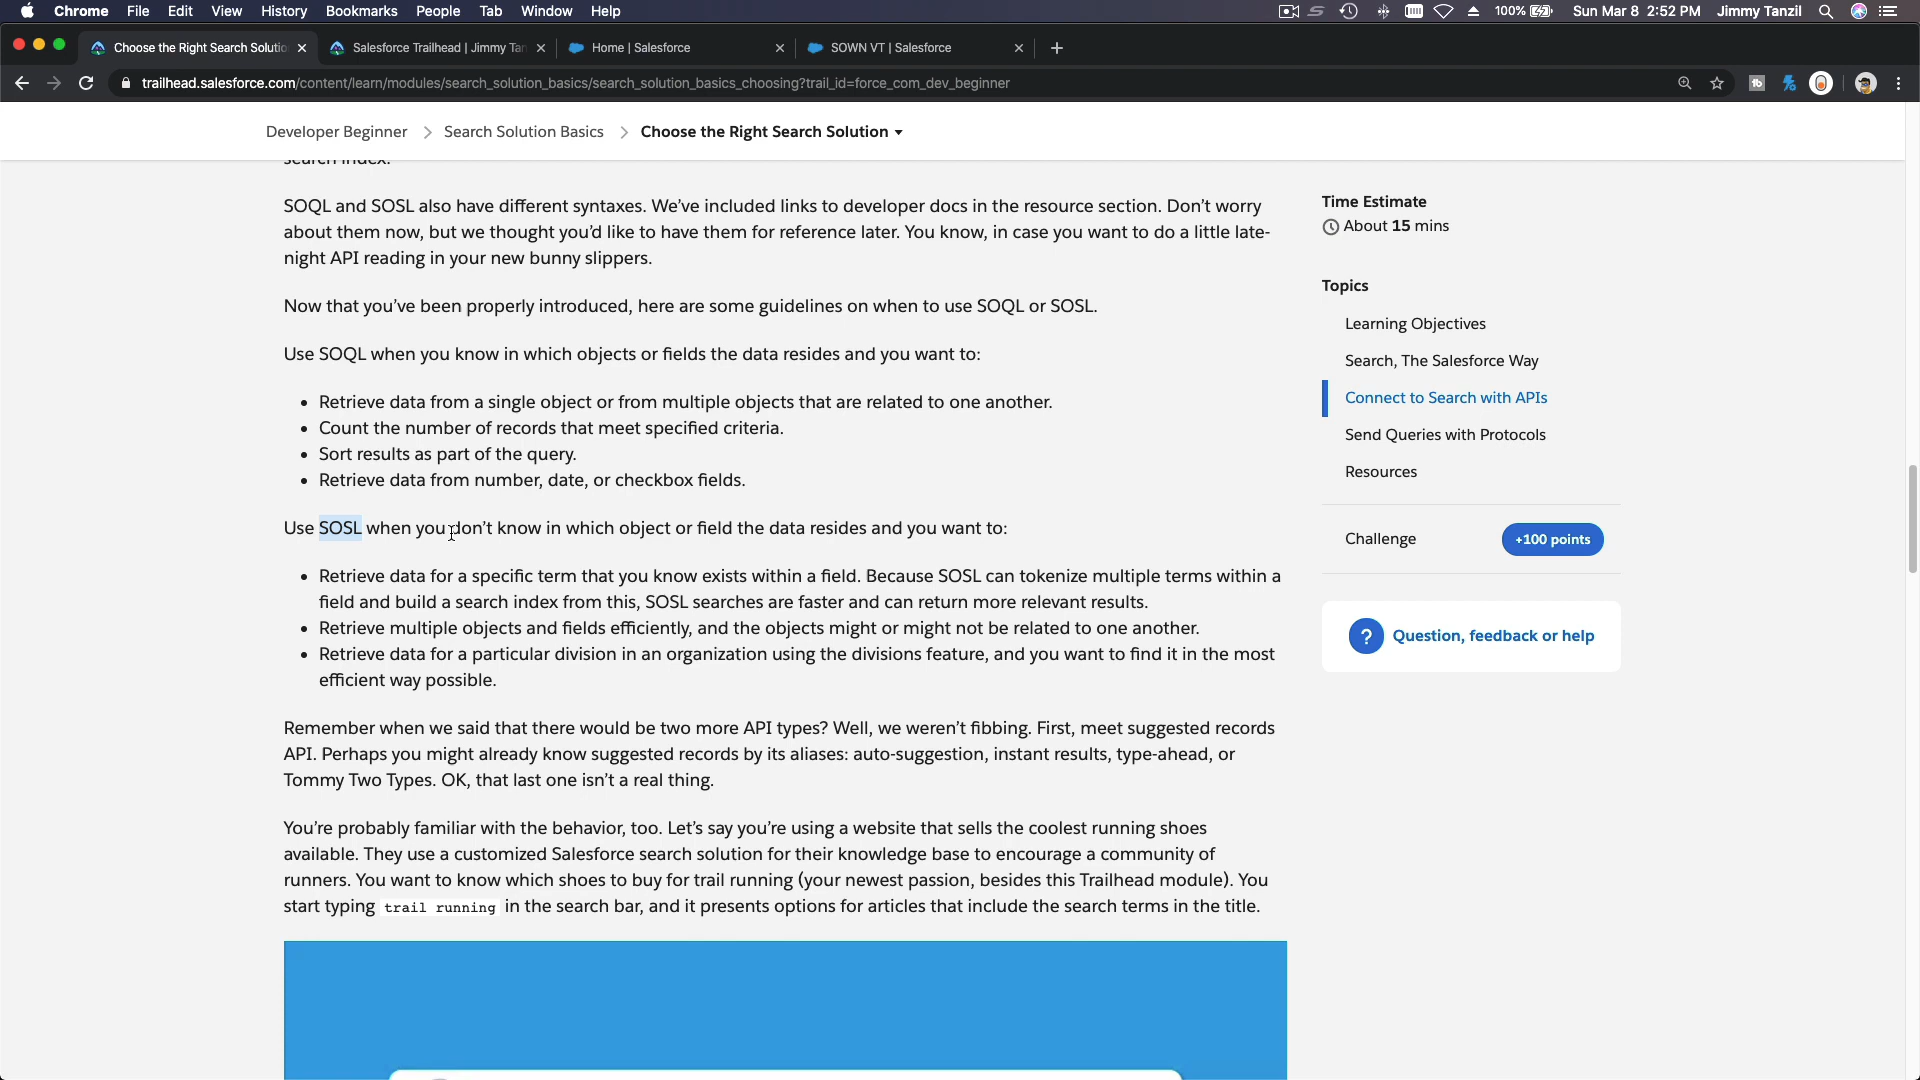 Chrome File Edit View History Bookmarks People Tab Window Help 100% Sun Mar 8 2:52 PM Jimmy Tanzil
Choose the Right Search Solutio Salesforce Trailhead | Jimmy Tan Home | Salesforce SOWN VT | Salesforce
trailhead.salesforce.com/content/learn/modules/search_solution_basics/search_solution_basics_choosing?trail_id=force_com_dev_beginner
Developer Beginner > Search Solution Basics > Choose the Right Search Solution
search index.
SOQL and SOSL also have different syntaxes. We've included links to developer docs in the resource section. Don't worry
about them now, but we thought you'd like to have them for reference later. You know, in case you want to do a little late-
night API reading in your new bunny slippers.
Now that you've been properly introduced, here are some guidelines on when to use SOQL or SOSL.
Use SOQL when you know in which objects or fields the data resides and you want to:
• Retrieve data from a single object or from multiple objects that are related to one another.
• Count the number of records that meet specified criteria.
• Sort results as part of the query.
• Retrieve data from number, date, or checkbox fields.
Use SOSL when you don't know in which object or field the data resides and you want to:
• Retrieve data for a specific term that you know exists within a field. Because SOSL can tokenize multiple terms within a
field and build a search index from this, SOSL searches are faster and can return more relevant results.
• Retrieve multiple objects and fields efficiently, and the objects might or might not be related to one another.
• Retrieve data for a particular division in an organization using the divisions feature, and you want to find it in the most
efficient way possible.
Remember when we said that there would be two more API types? Well, we weren't fibbing. First, meet suggested records
API. Perhaps you might already know suggested records by its aliases: auto-suggestion, instant results, type-ahead, or
Tommy Two Types. OK, that last one isn't a real thing.
You're probably familiar with the behavior, too. Let's say you're using a website that sells the coolest running shoes
available. They use a customized Salesforce search solution for their knowledge base to encourage a community of
runners. You want to know which shoes to buy for trail running (your newest passion, besides this Trailhead module). You
start typing trail running in the search bar, and it presents options for articles that include the search terms in the title.
Time Estimate
About 15 mins
Topics
Learning Objectives
Search, The Salesforce Way
Connect to Search with APIs
Send Queries with Protocols
Resources
Challenge +100 points
? Question, feedback or help